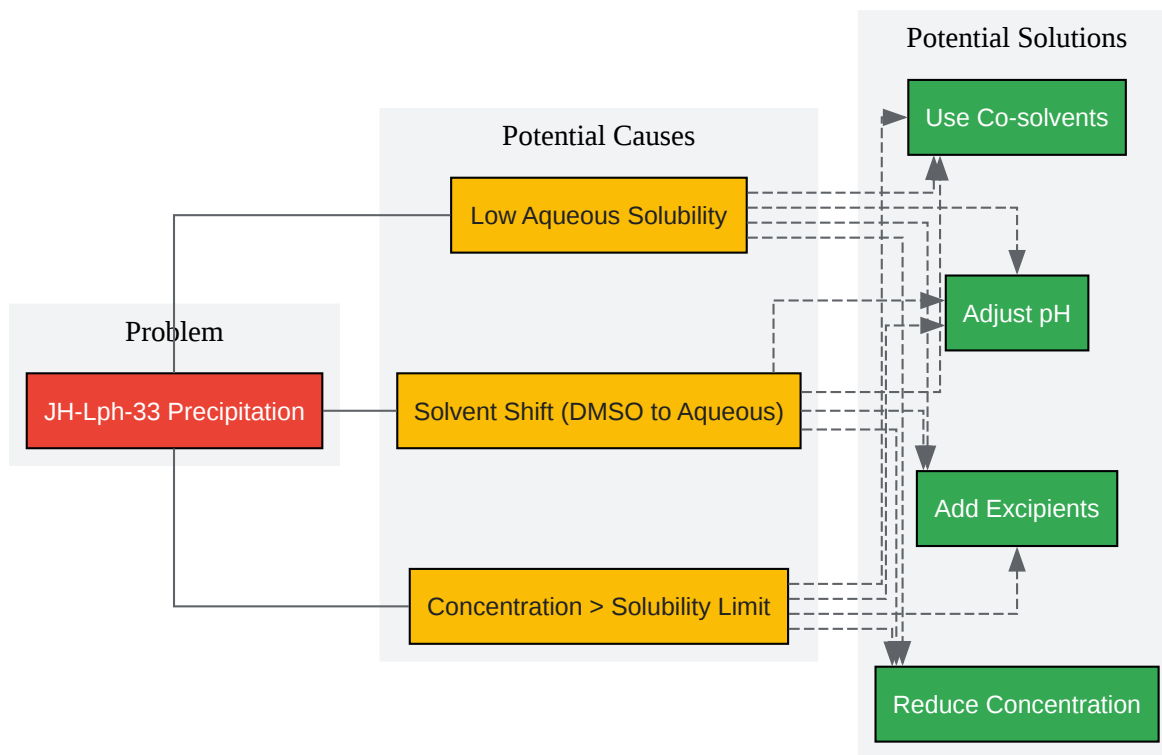 Problem
JH-Lph-33 Precipitation
Potential Causes
Low Aqueous Solubility
Solvent Shift (DMSO to Aqueous)
Concentration > Solubility Limit
Potential Solutions
Use Co-solvents
Adjust pH
Add Excipients
Reduce Concentration